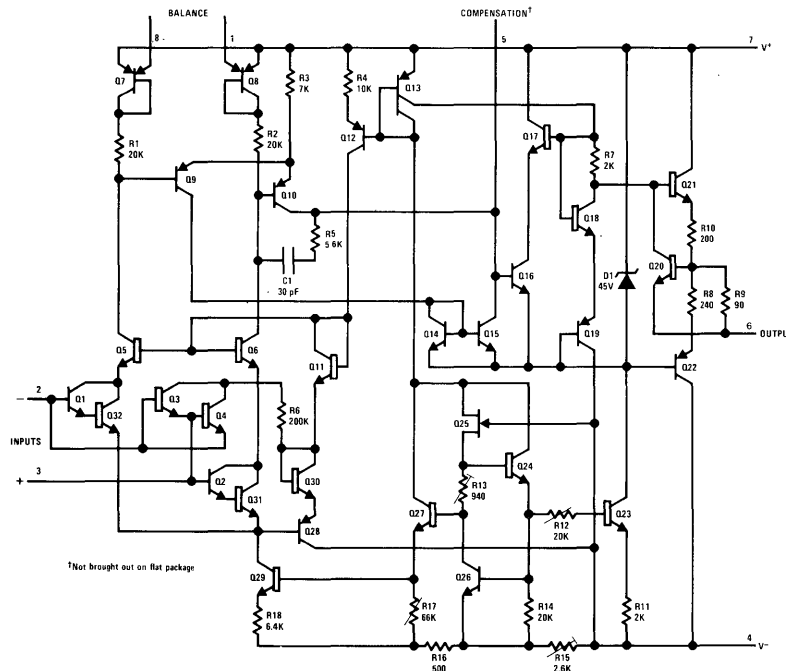 BALANCE
COMPENSATION†
8 1 5 7 V+
Q7 Q8 R3 7K R4 10K Q13
R1 20K R2 20K Q12 Q17 R7 2K
Q9 Q10 Q18 Q21
R5 5.6K R10 200
C1 30 pF Q16 Q20 D1 45V
R8 240 R9 90
6 OUTPUT
Q14 Q15 Q19
Q5 Q6 Q11 Q22
2 − Q1 Q32 Q3 Q4
R6 200K Q25
INPUTS
3 + Q2 Q31 Q30
R13 940 Q24
Q27 R12 20K Q23
Q28
†Not brought out on flat package
Q29 Q26
R18 6.4K R17 66K R14 20K R11 2K
R16 500 R15 2.6K
4 V−